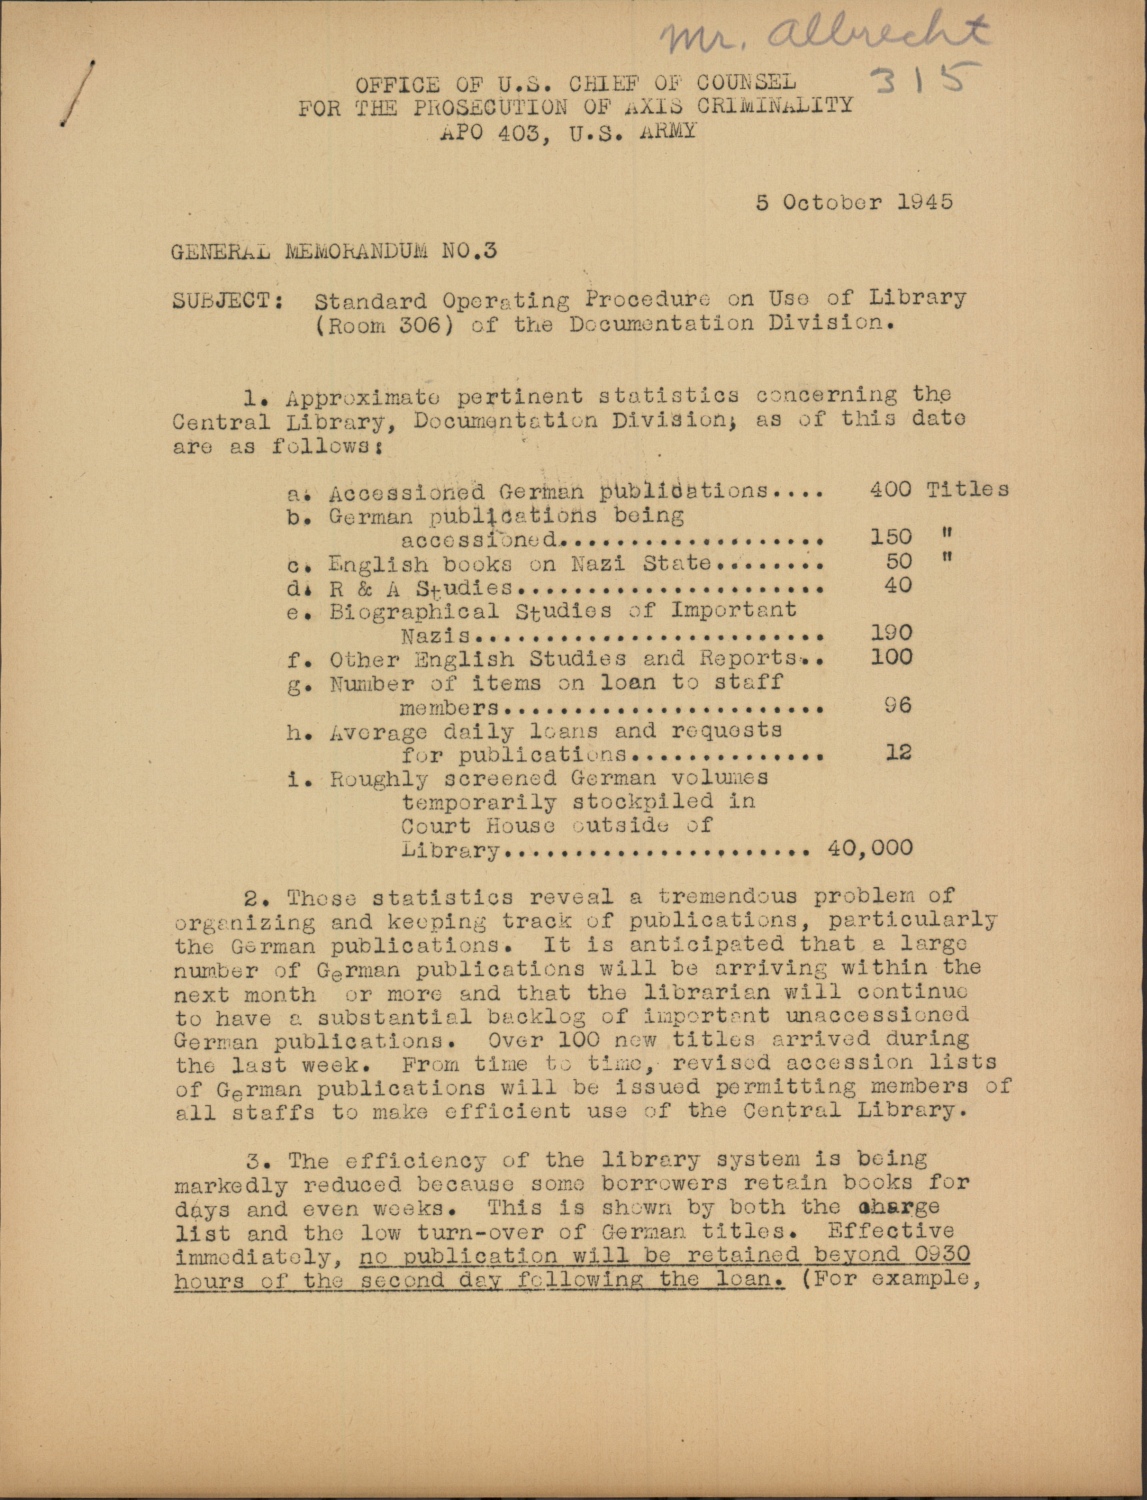 Mr. Albrecht
315
OFFICE OF U.S. CHIEF OF COUNSEL
FOR THE PROSECUTION OF AXIS CRIMINALITY
APO 403, U.S. ARMY
5 October 1945
GENERAL MEMORANDUM NO.3
SUBJECT: Standard Operating Procedure on Use of Library
(Room 306) of the Documentation Division.
1. Approximate pertinent statistics concerning the
Central Library, Documentation Division; as of this date
are as follows:
a. Accessioned German publications.... 400 Titles
b. German publications being
accessioned................... 150 "
c. English books on Nazi State........ 50 "
d. R & A Studies...................... 40
e. Biographical Studies of Important
Nazis......................... 190
f. Other English Studies and Reports.. 100
g. Number of items on loan to staff
members....................... 96
h. Average daily loans and requests
for publications.............. 12
i. Roughly screened German volumes
temporarily stockpiled in
Court House outside of
Library...................... 40,000
2. These statistics reveal a tremendous problem of
organizing and keeping track of publications, particularly
the German publications. It is anticipated that a large
number of German publications will be arriving within the
next month or more and that the librarian will continue
to have a substantial backlog of important unaccessioned
German publications. Over 100 new titles arrived during
the last week. From time to time, revised accession lists
of German publications will be issued permitting members of
all staffs to make efficient use of the Central Library.
3. The efficiency of the library system is being
markedly reduced because some borrowers retain books for
days and even weeks. This is shown by both the charge
list and the low turn-over of German titles. Effective
immediately, no publication will be retained beyond 0930
hours of the second day following the loan. (For example,